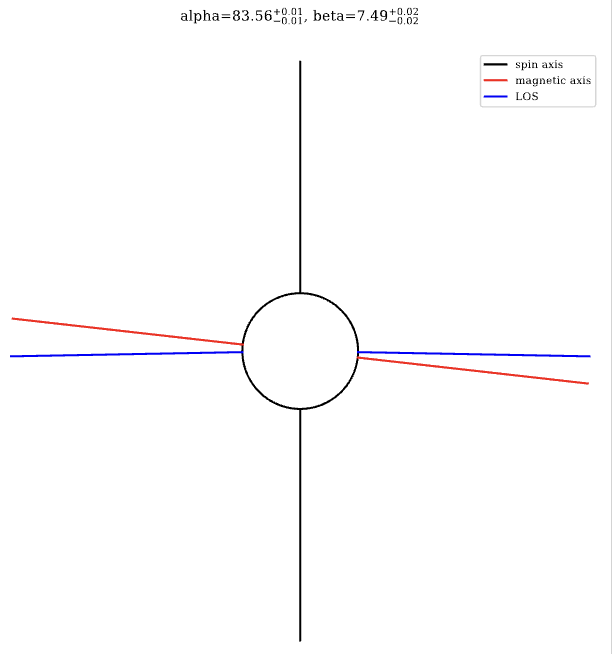 alpha=83.56^{+0.01}_{-0.01}, beta=7.49^{+0.02}_{-0.02}
spin axis
magnetic axis
LOS